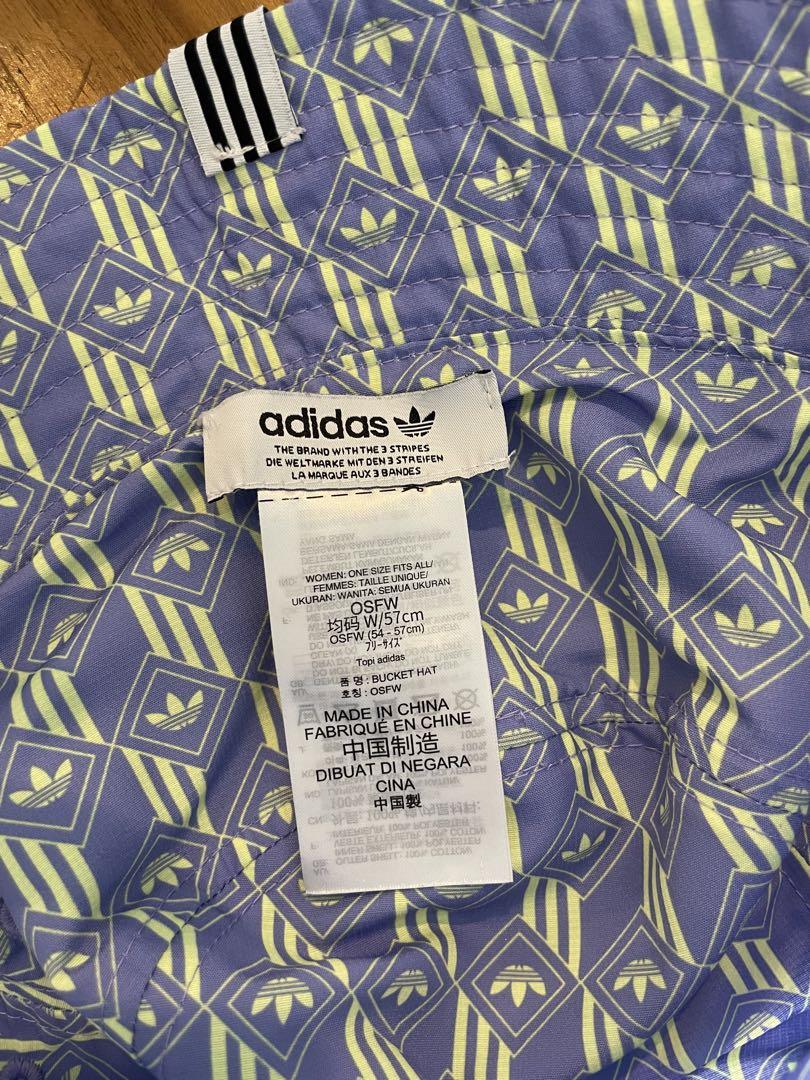 adidas
THE BRAND WITH THE 3 STRIPES
DIE WELTMARKE MIT DEN 3 STREIFEN
LA MARQUE AUX 3 BANDES
WOMEN: ONE SIZE FITS ALL/
FEMMES: TAILLE UNIQUE/
UKURAN: WANITA: SEMUA UKURAN
OSFW
均码 W/57cm
OSFW (54 - 57cm)
フリーサイズ
Topi adidas
품 명 : BUCKET HAT
호칭 : OSFW
MADE IN CHINA
FABRIQUÉ EN CHINE
中国制造
DIBUAT DI NEGARA
CINA
中国製